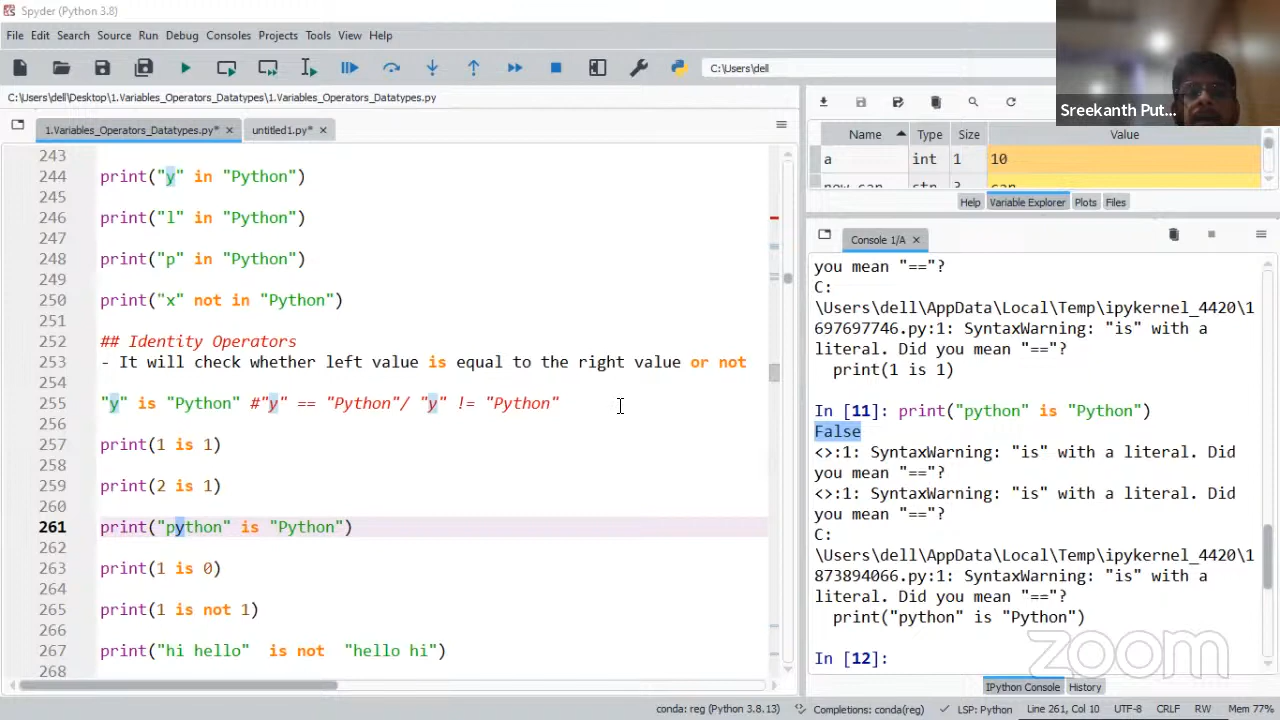 Spyder (Python 3.8)
File Edit Search Source Run Debug Consoles Projects Tools View Help
C:\Users\dell
Sreekanth Put...
C:\Users\dell\Desktop\1.Variables_Operators_Datatypes\1.Variables_Operators_Datatypes.py
1.Variables_Operators_Datatypes.py* untitled1.py*
243
244 print("y" in "Python")
245
246 print("l" in "Python")
247
248 print("p" in "Python")
249
250 print("x" not in "Python")
251
252 ## Identity Operators
253 - It will check whether left value is equal to the right value or not
254
255 "y" is "Python" #"y" == "Python"/ "y" != "Python"
256
257 print(1 is 1)
258
259 print(2 is 1)
260
261 print("python" is "Python")
262
263 print(1 is 0)
264
265 print(1 is not 1)
266
267 print("hi hello"  is not  "hello hi")
268
Name Type Size Value
a int 1 10
Help Variable Explorer Plots Files
Console 1/A
you mean "=="?
C:
\Users\dell\AppData\Local\Temp\ipykernel_4420\1
697697746.py:1: SyntaxWarning: "is" with a
literal. Did you mean "=="?
print(1 is 1)
In [11]: print("python" is "Python")
False
<>:1: SyntaxWarning: "is" with a literal. Did
you mean "=="?
<>:1: SyntaxWarning: "is" with a literal. Did
you mean "=="?
C:
\Users\dell\AppData\Local\Temp\ipykernel_4420\1
873894066.py:1: SyntaxWarning: "is" with a
literal. Did you mean "=="?
print("python" is "Python")
In [12]:
zoom
IPython Console History
conda: reg (Python 3.8.13) Completions: conda(reg) LSP: Python Line 261, Col 10 UTF-8 CRLF RW Mem 77%